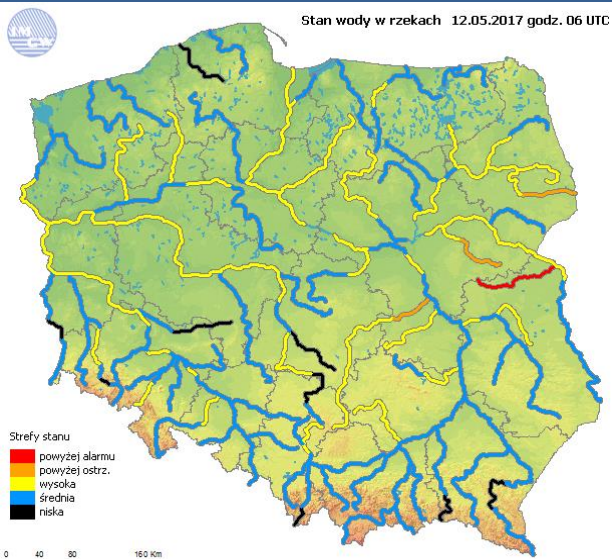 Stan wody w rzekach 12.05.2017 godz. 06 UTC
Strefy stanu
powyżej alarmu
powyżej ostrz.
wysoka
średnia
niska
0 40 80 160 Km